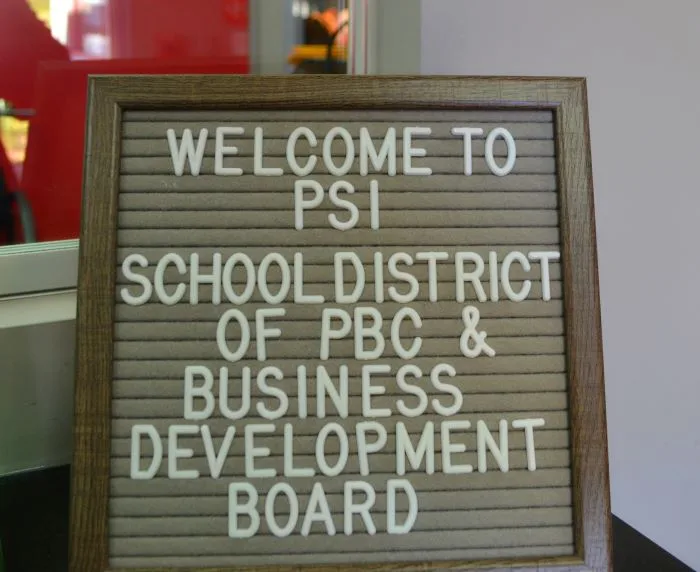 WELCOME TO
PSI
SCHOOL DISTRICT
OF PBC &
BUSINESS
DEVELOPMENT
BOARD